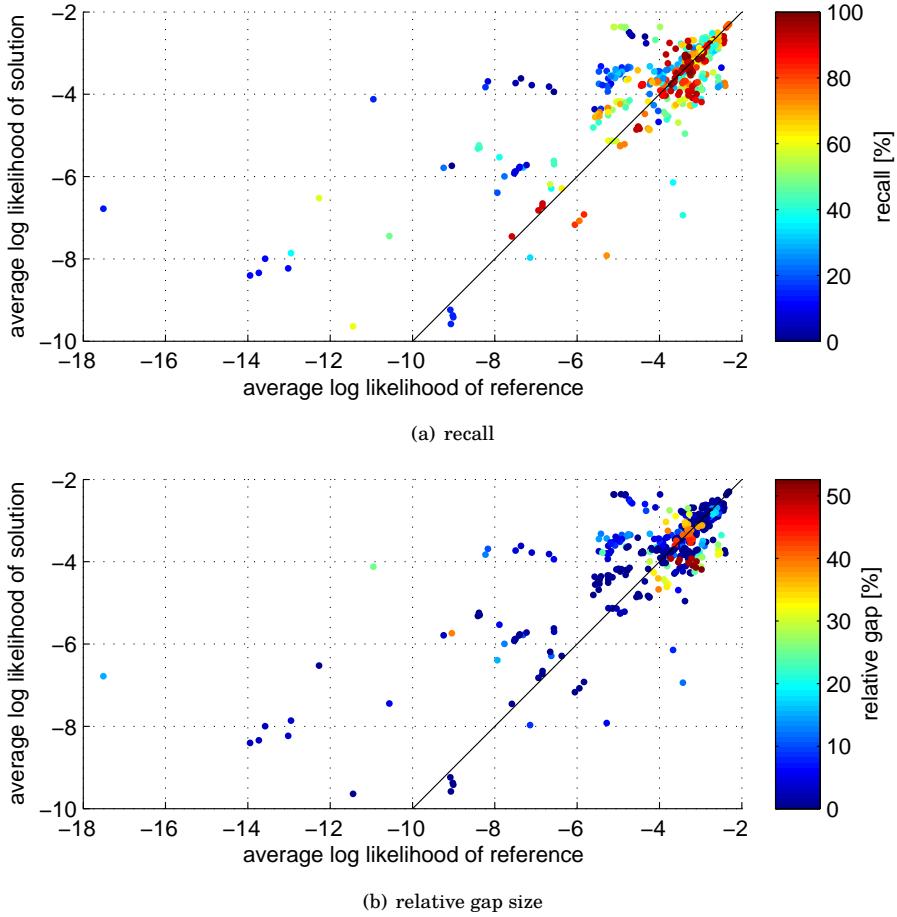 −2
−4
−6
−8
−10
average log likelihood of solution
−18 −16 −14 −12 −10 −8 −6 −4 −2
average log likelihood of reference
100
80
60
40
20
0
recall [%]
(a) recall
−2
−4
−6
−8
−10
average log likelihood of solution
−18 −16 −14 −12 −10 −8 −6 −4 −2
average log likelihood of reference
50
40
30
20
10
0
relative gap [%]
(b) relative gap size